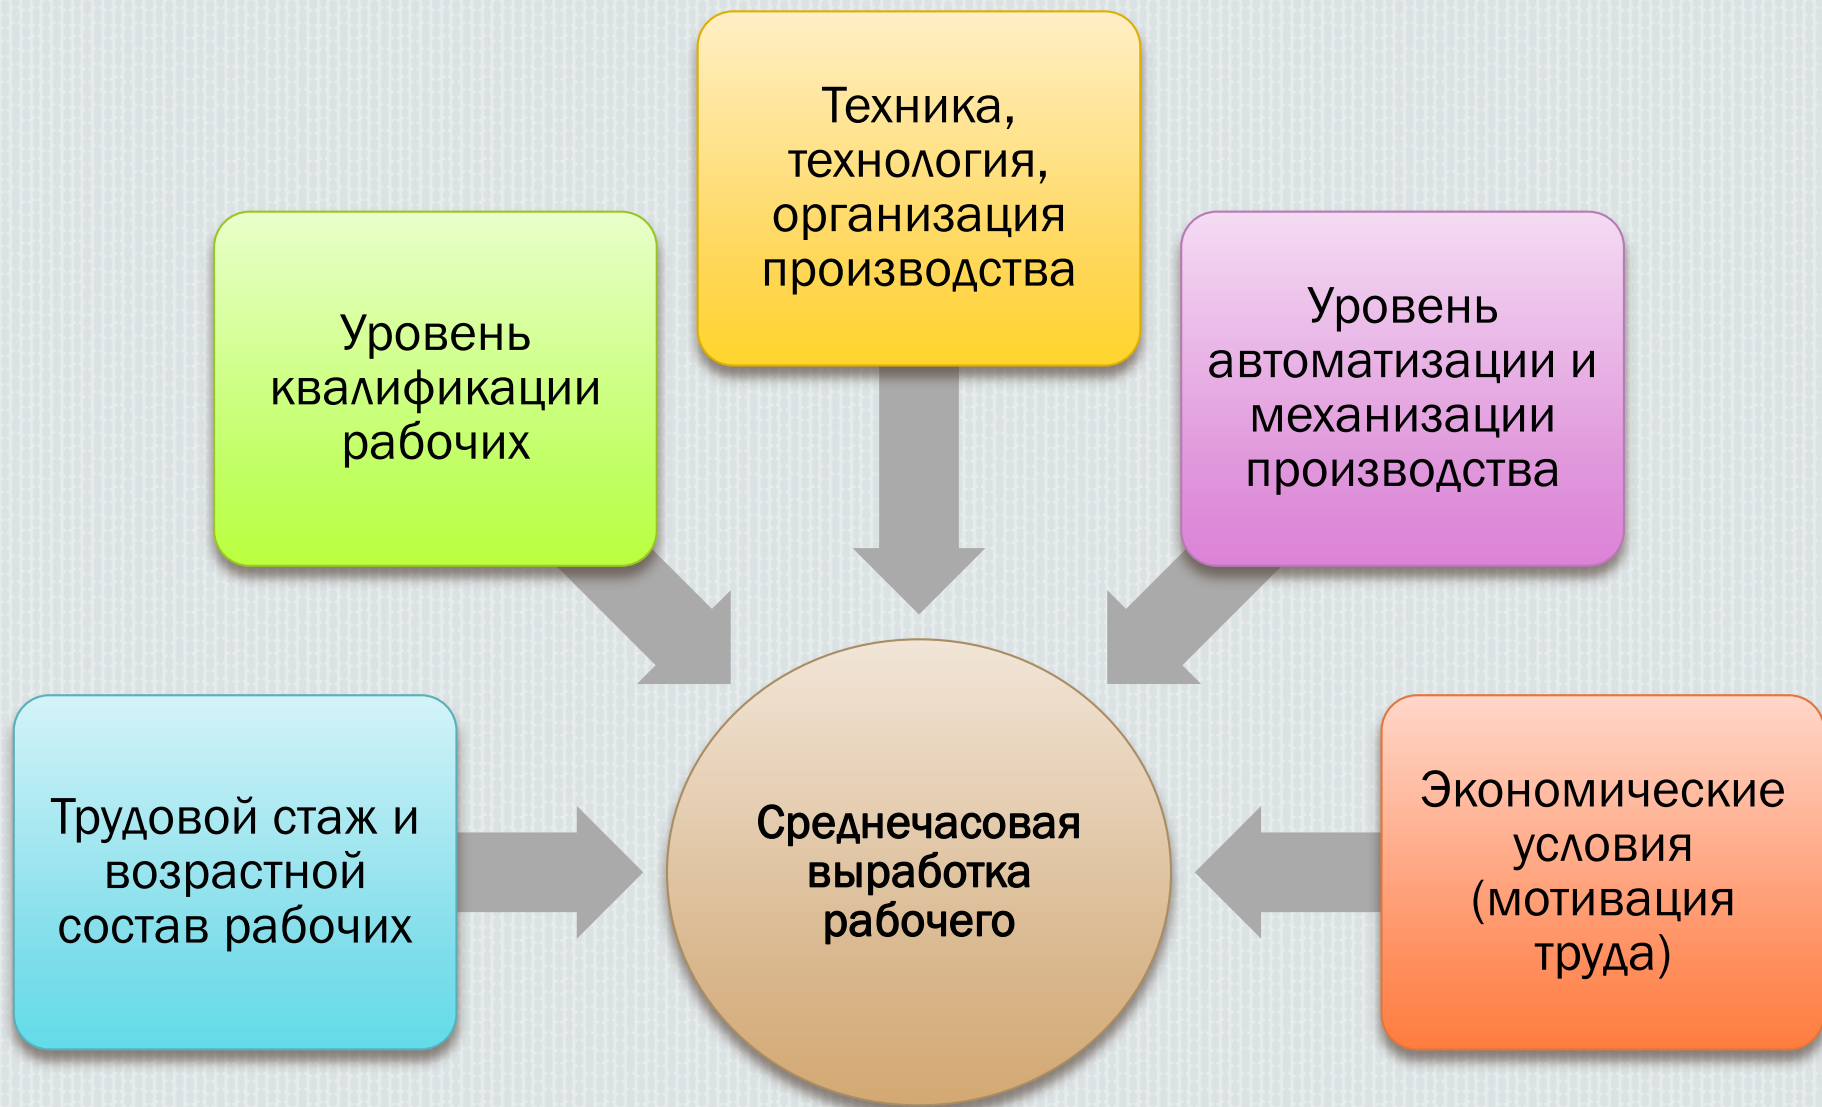 Техника,
технология,
организация
производства
Уровень
квалификации
рабочих
Уровень
автоматизации и
механизации
производства
Трудовой стаж и
возрастной
состав рабочих
Среднечасовая
выработка
рабочего
Экономические
условия
(мотивация
труда)